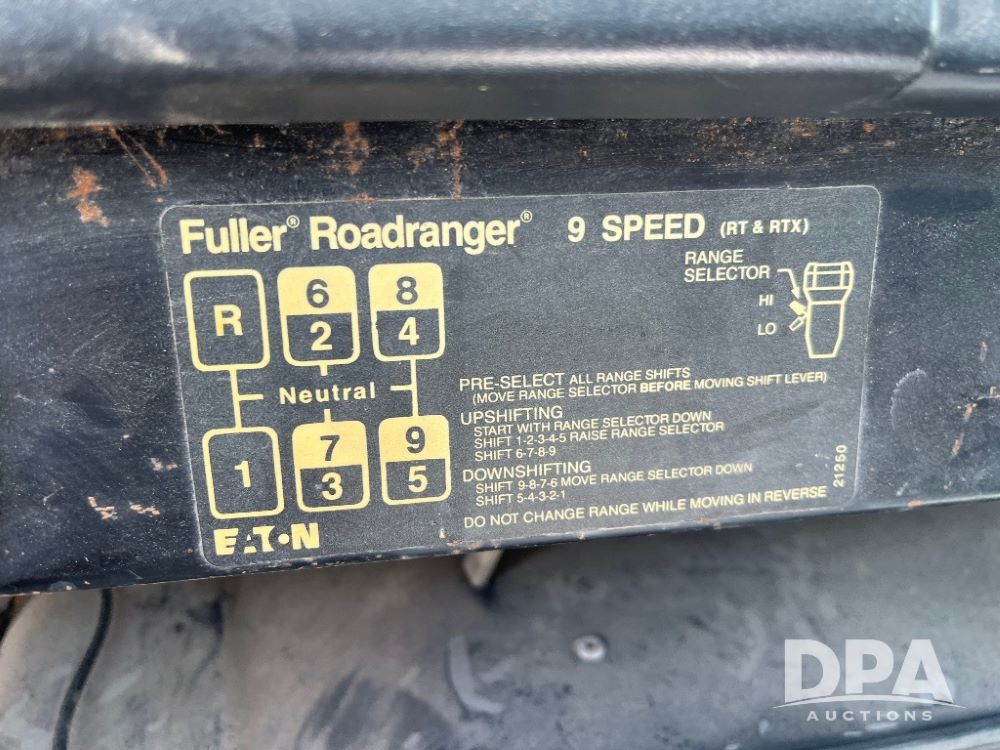 Fuller® Roadranger® 9 SPEED (RT & RTX)
RANGE
SELECTOR
HI
LO
R 6 8
2 4
Neutral
7 9
1 3 5
PRE-SELECT ALL RANGE SHIFTS
(MOVE RANGE SELECTOR BEFORE MOVING SHIFT LEVER)
UPSHIFTING
START WITH RANGE SELECTOR DOWN
SHIFT 1-2-3-4-5 RAISE RANGE SELECTOR
SHIFT 6-7-8-9
DOWNSHIFTING
SHIFT 9-8-7-6 MOVE RANGE SELECTOR DOWN
SHIFT 5-4-3-2-1
DO NOT CHANGE RANGE WHILE MOVING IN REVERSE
21250
EATON
DPA
AUCTIONS